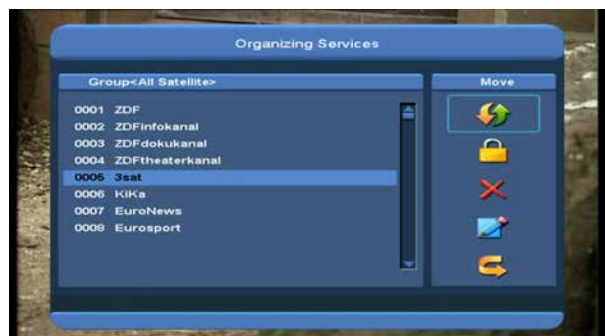 Organizing Services
Group<All Satellite>
Move
0001 ZDF
0002 ZDFinfokanal
0003 ZDFdokukanal
0004 ZDFtheaterkanal
0005 3sat
0006 KiKa
0007 EuroNews
0008 Eurosport